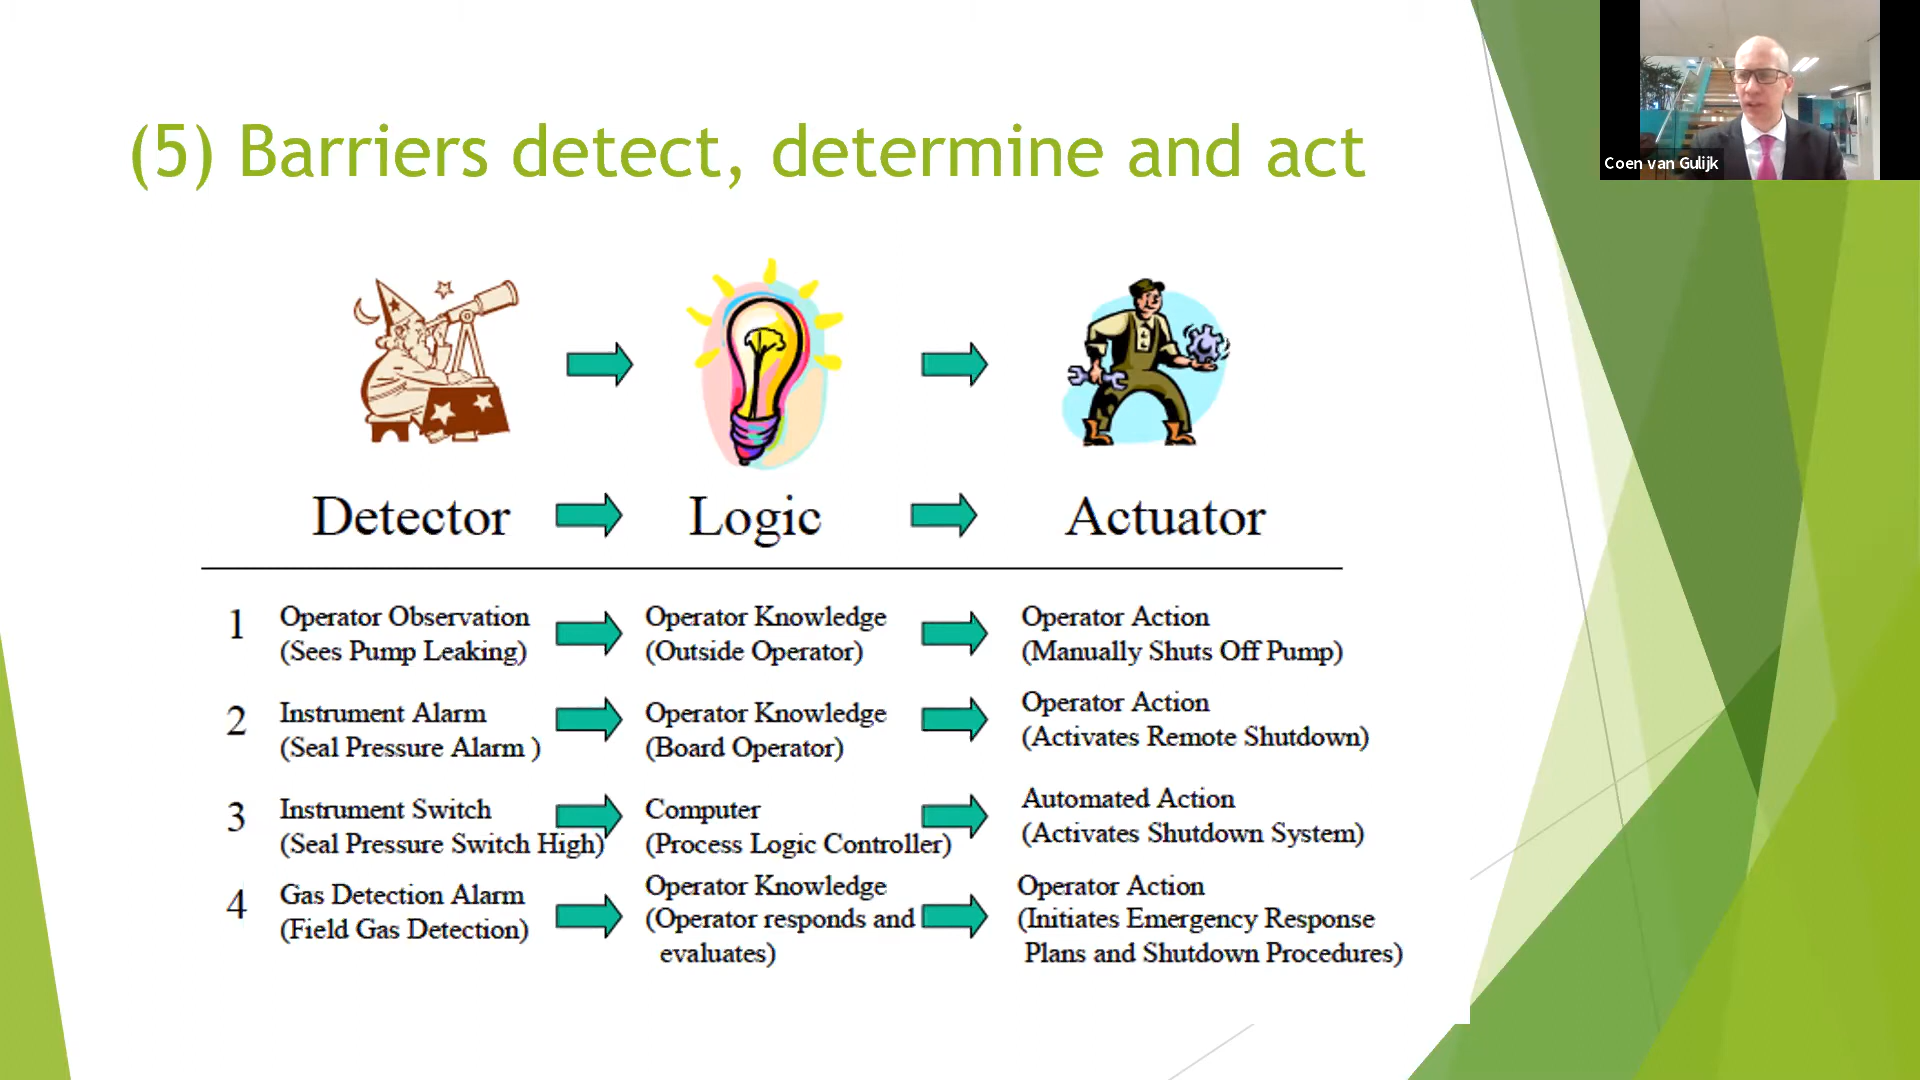 (5) Barriers detect, determine and act
Coen van Gulijk
Detector Logic Actuator
1 Operator Observation Operator Knowledge Operator Action
(Sees Pump Leaking) (Outside Operator) (Manually Shuts Off Pump)
2 Instrument Alarm Operator Knowledge Operator Action
(Seal Pressure Alarm ) (Board Operator) (Activates Remote Shutdown)
3 Instrument Switch Computer Automated Action
(Seal Pressure Switch High) (Process Logic Controller) (Activates Shutdown System)
4 Gas Detection Alarm Operator Knowledge Operator Action
(Field Gas Detection) (Operator responds and (Initiates Emergency Response
evaluates) Plans and Shutdown Procedures)